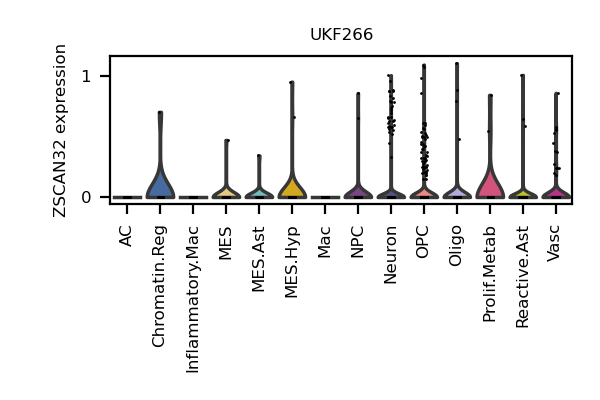 UKF266
ZSCAN32 expression
1
0
AC
Chromatin.Reg
Inflammatory.Mac
MES
MES.Ast
MES.Hyp
Mac
NPC
Neuron
OPC
Oligo
Prolif.Metab
Reactive.Ast
Vasc